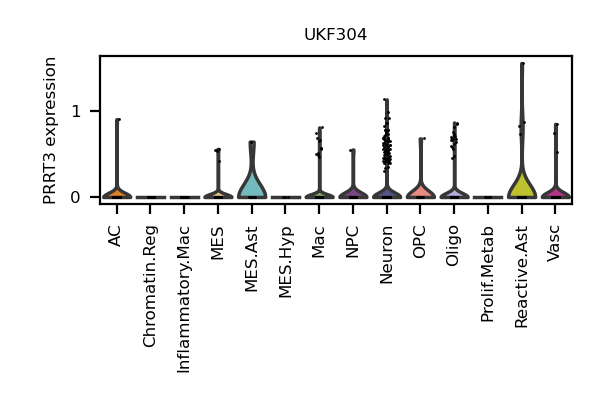 UKF304
PRRT3 expression
1
0
AC
Chromatin.Reg
Inflammatory.Mac
MES
MES.Ast
MES.Hyp
Mac
NPC
Neuron
OPC
Oligo
Prolif.Metab
Reactive.Ast
Vasc